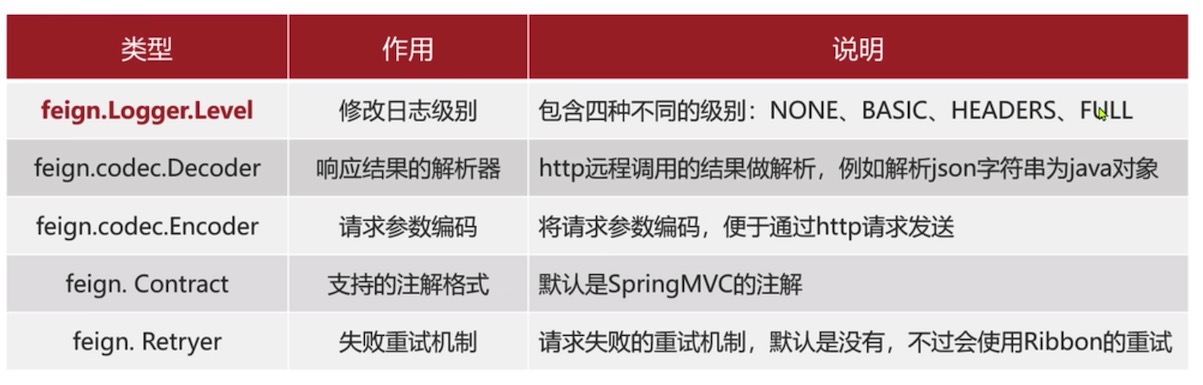 类型 作用 说明
feign.Logger.Level 修改日志级别 包含四种不同的级别：NONE、BASIC、HEADERS、FULL
feign.codec.Decoder 响应结果的解析器 http远程调用的结果做解析，例如解析json字符串为java对象
feign.codec.Encoder 请求参数编码 将请求参数编码，便于通过http请求发送
feign. Contract 支持的注解格式 默认是SpringMVC的注解
feign. Retryer 失败重试机制 请求失败的重试机制，默认是没有，不过会使用Ribbon的重试